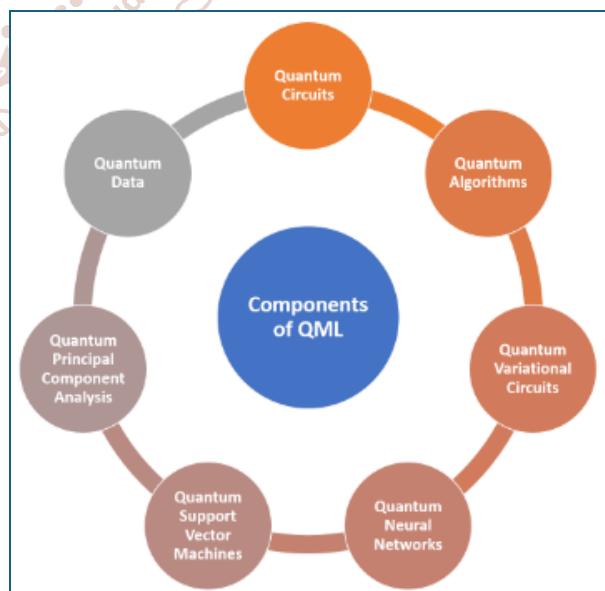 Quantum
Circuits
Quantum
Algorithms
Quantum
Variational
Circuits
Quantum
Neural
Networks
Quantum
Support
Vector
Machines
Quantum
Principal
Component
Analysis
Quantum
Data
Components
of QML